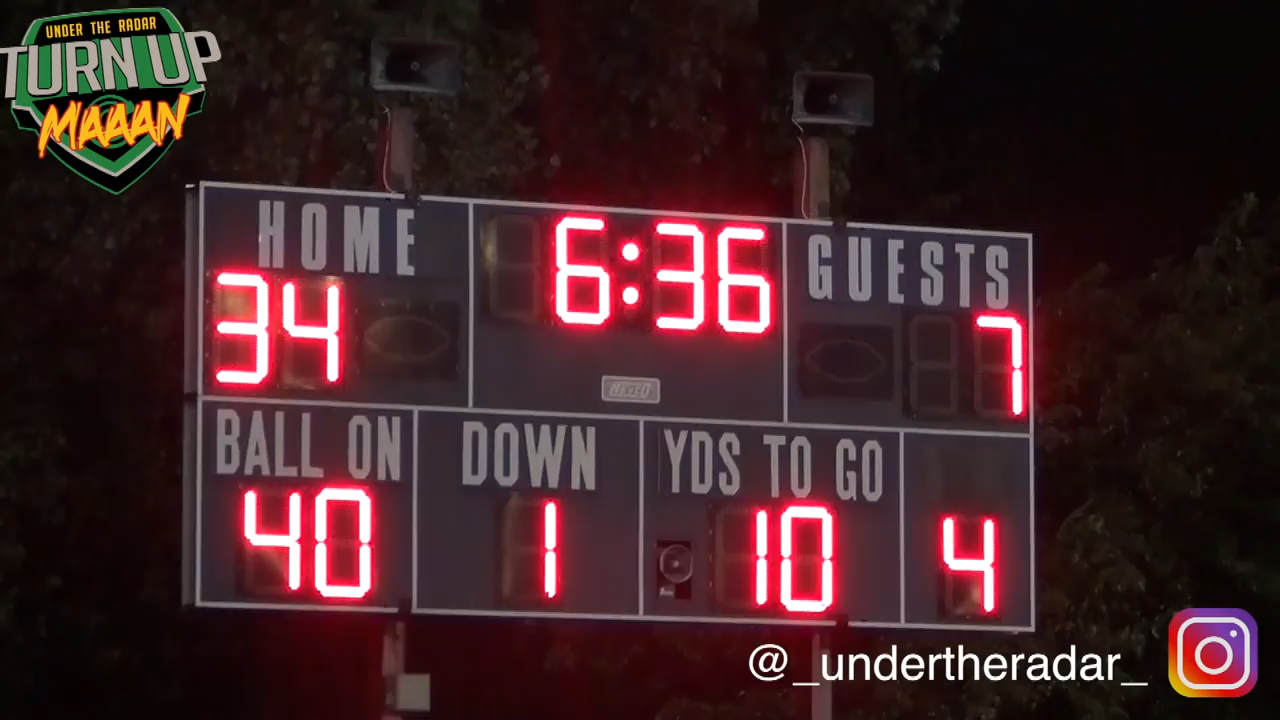 UNDER THE RADAR
TURN UP
MAAAN
HOME
6:36
GUESTS
34
7
BALL ON
DOWN
YDS TO GO
40
1
10
4
@_undertheradar_